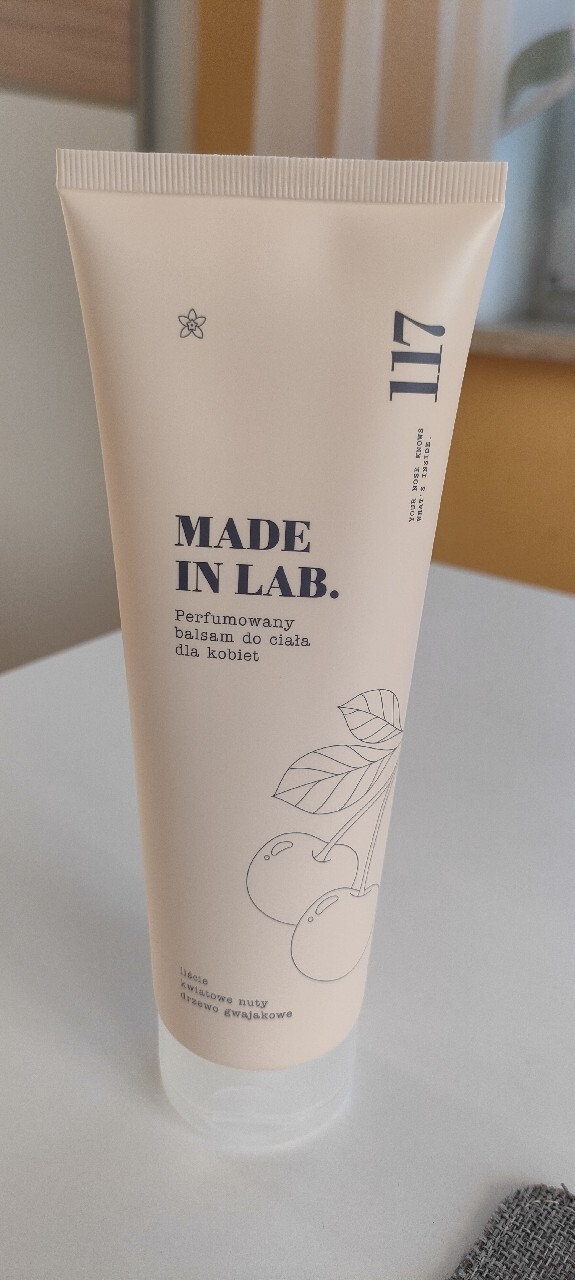 117
YOUR NOSE KNOWS
WHAT'S INSIDE.
MADE
IN LAB.
Perfumowany
balsam do ciała
dla kobiet
liście
kwiatowe nuty
drzewo gwajakowe